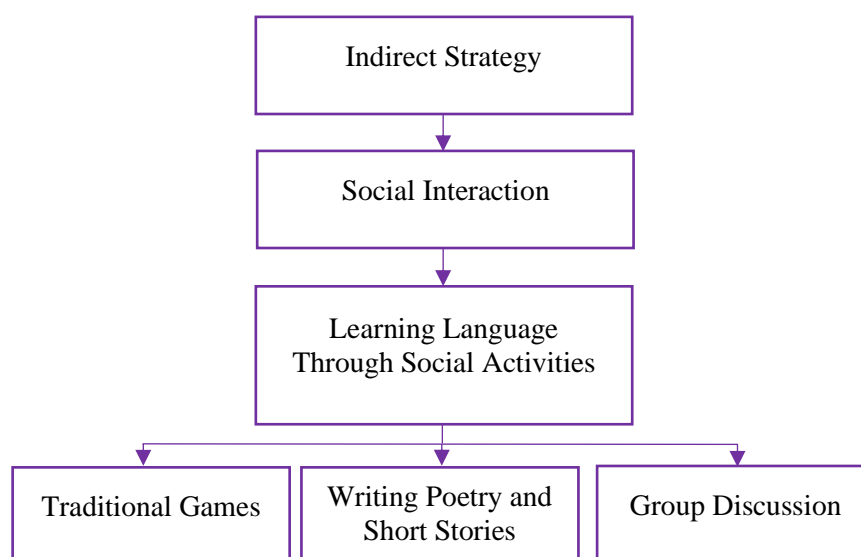 Indirect Strategy
Social Interaction
Learning Language
Through Social Activities
Traditional Games
Writing Poetry and
Short Stories
Group Discussion